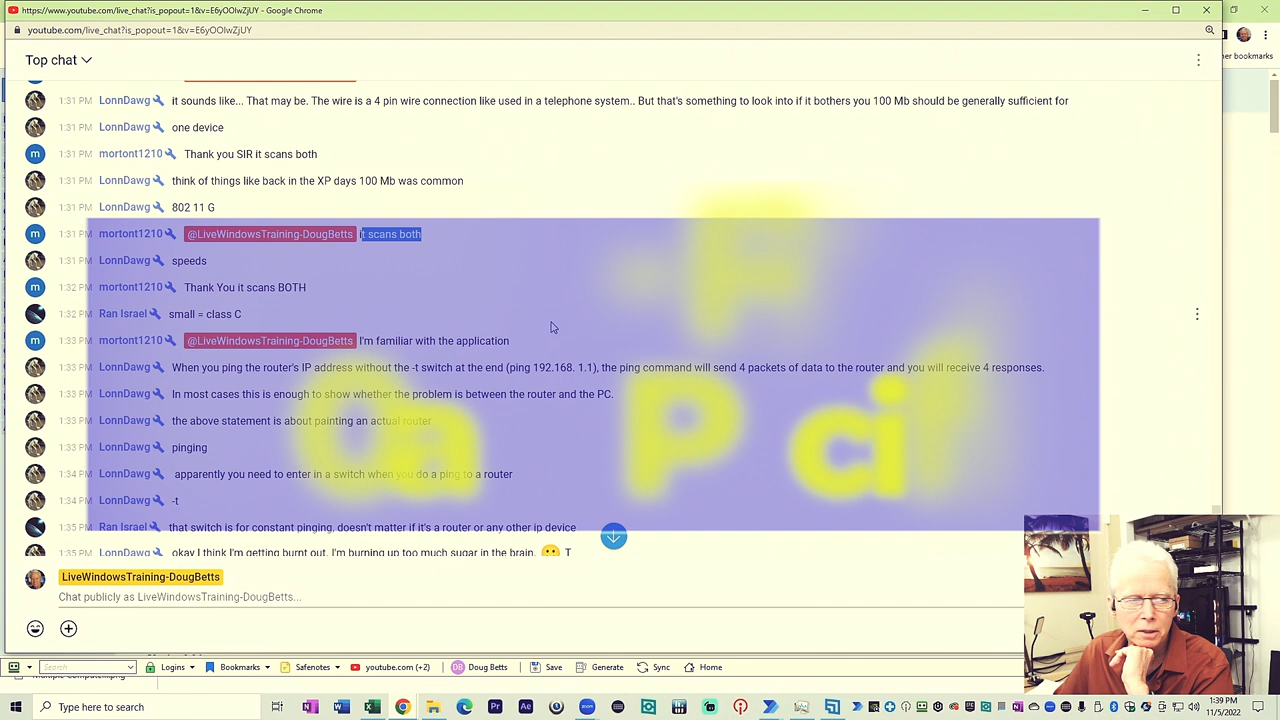 https://www.youtube.com/live_chat?is_popout=1&v=E6yOOlwZjUY - Google Chrome
youtube.com/live_chat?is_popout=1&v=E6yOOlwZjUY
Top chat
her bookmarks
1:31 PM LonnDawg it sounds like... That may be. The wire is a 4 pin wire connection like used in a telephone system.. But that's something to look into if it bothers you 100 Mb should be generally sufficient for
1:31 PM LonnDawg one device
m 1:31 PM mortont1210 Thank you SIR it scans both
1:31 PM LonnDawg think of things like back in the XP days 100 Mb was common
1:31 PM LonnDawg 802 11 G
m 1:31 PM mortont1210 @LiveWindowsTraining-DougBetts it scans both
1:31 PM LonnDawg speeds
m 1:32 PM mortont1210 Thank You it scans BOTH
1:32 PM Ran Israel small = class C
m 1:33 PM mortont1210 @LiveWindowsTraining-DougBetts I'm familiar with the application
1:33 PM LonnDawg When you ping the router's IP address without the -t switch at the end (ping 192.168. 1.1), the ping command will send 4 packets of data to the router and you will receive 4 responses.
1:33 PM LonnDawg In most cases this is enough to show whether the problem is between the router and the PC.
1:33 PM LonnDawg the above statement is about painting an actual router
1:33 PM LonnDawg pinging
1:34 PM LonnDawg apparently you need to enter in a switch when you do a ping to a router
1:34 PM LonnDawg -t
1:35 PM Ran Israel that switch is for constant pinging, doesn't matter if it's a router or any other ip device
1:35 PM LonnDawg okay I think I'm getting burnt out. I'm burning up too much sugar in the brain. T
P ci
LiveWindowsTraining-DougBetts
Chat publicly as LiveWindowsTraining-DougBetts...
Search Logins Bookmarks Safenotes youtube.com (+2) DB Doug Betts Save Generate Sync Home
Type here to search
1:39 PM
11/5/2022